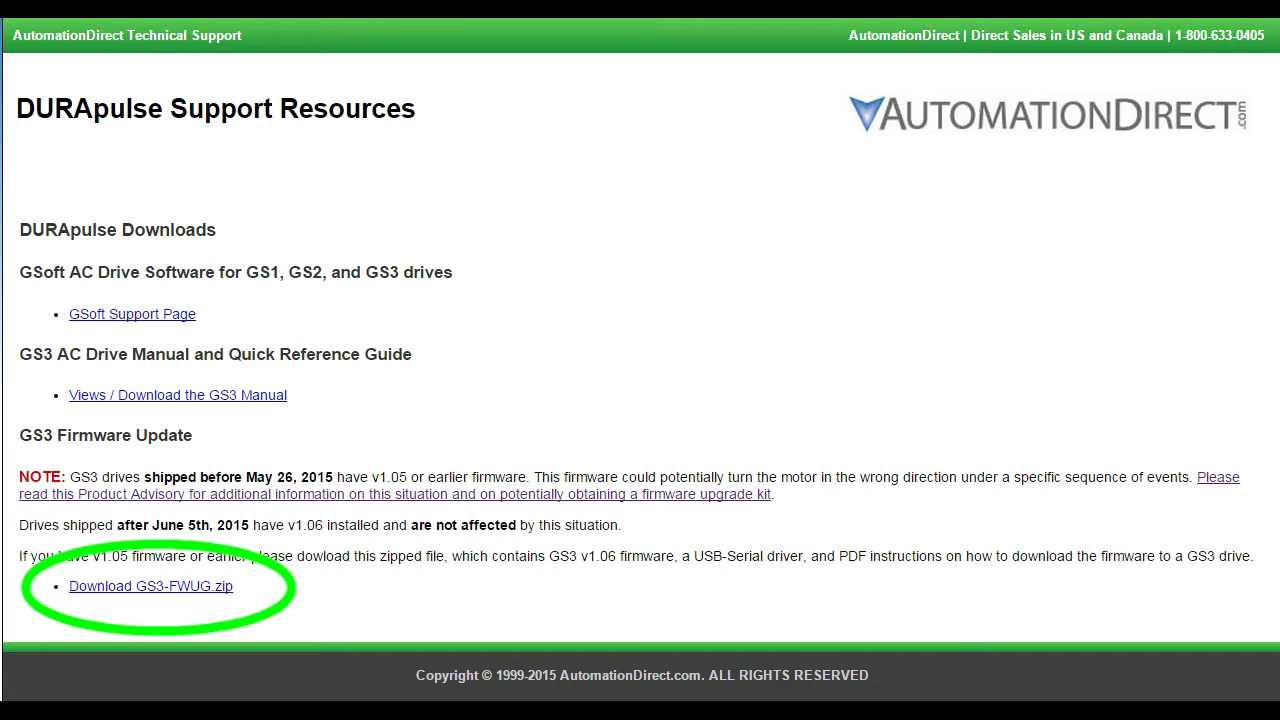 AutomationDirect Technical Support
AutomationDirect | Direct Sales in US and Canada | 1-800-633-0405
DURApulse Support Resources
AUTOMATIONDIRECT.com
DURApulse Downloads
GSoft AC Drive Software for GS1, GS2, and GS3 drives
• GSoft Support Page
GS3 AC Drive Manual and Quick Reference Guide
• Views / Download the GS3 Manual
GS3 Firmware Update
NOTE: GS3 drives shipped before May 26, 2015 have v1.05 or earlier firmware. This firmware could potentially turn the motor in the wrong direction under a specific sequence of events. Please
read this Product Advisory for additional information on this situation and on potentially obtaining a firmware upgrade kit.
Drives shipped after June 5th, 2015 have v1.06 installed and are not affected by this situation.
If you have v1.05 firmware or earlier please dowload this zipped file, which contains GS3 v1.06 firmware, a USB-Serial driver, and PDF instructions on how to download the firmware to a GS3 drive.
• Download GS3-FWUG.zip
Copyright © 1999-2015 AutomationDirect.com. ALL RIGHTS RESERVED